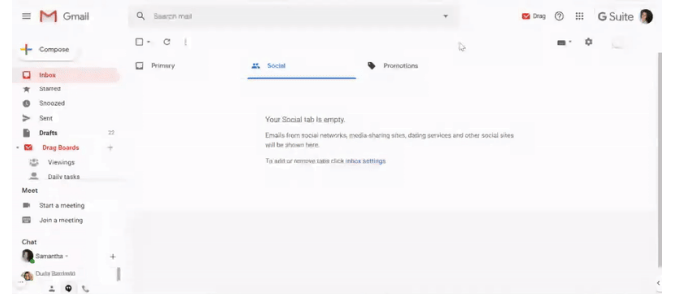 Gmail
Search mail
Drag
G Suite
Compose
Primary
Social
Promotions
Inbox
Starred
Snoozed
Sent
Drafts
Drag Boards
Viewings
Daily tasks
Your Social tab is empty.
Emails from social networks, media-sharing sites, dating services and other social sites
will be shown here.
To add or remove tabs click inbox settings.
Meet
Start a meeting
Join a meeting
Chat
Samantha